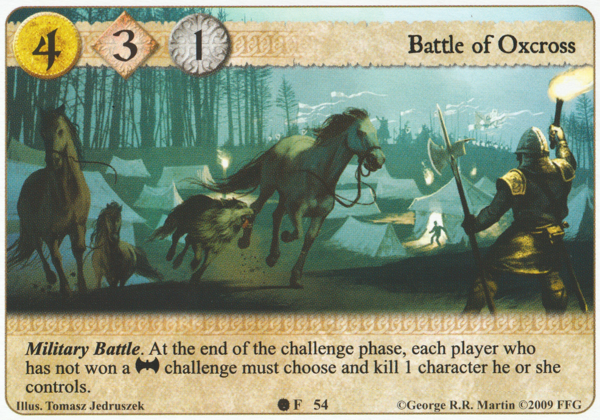 4 3 1 Battle of Oxcross
Military Battle. At the end of the challenge phase, each player who
has not won a challenge must choose and kill 1 character he or she
controls.
Illus. Tomasz Jedruszek F 54 ©George R.R. Martin ©2009 FFG